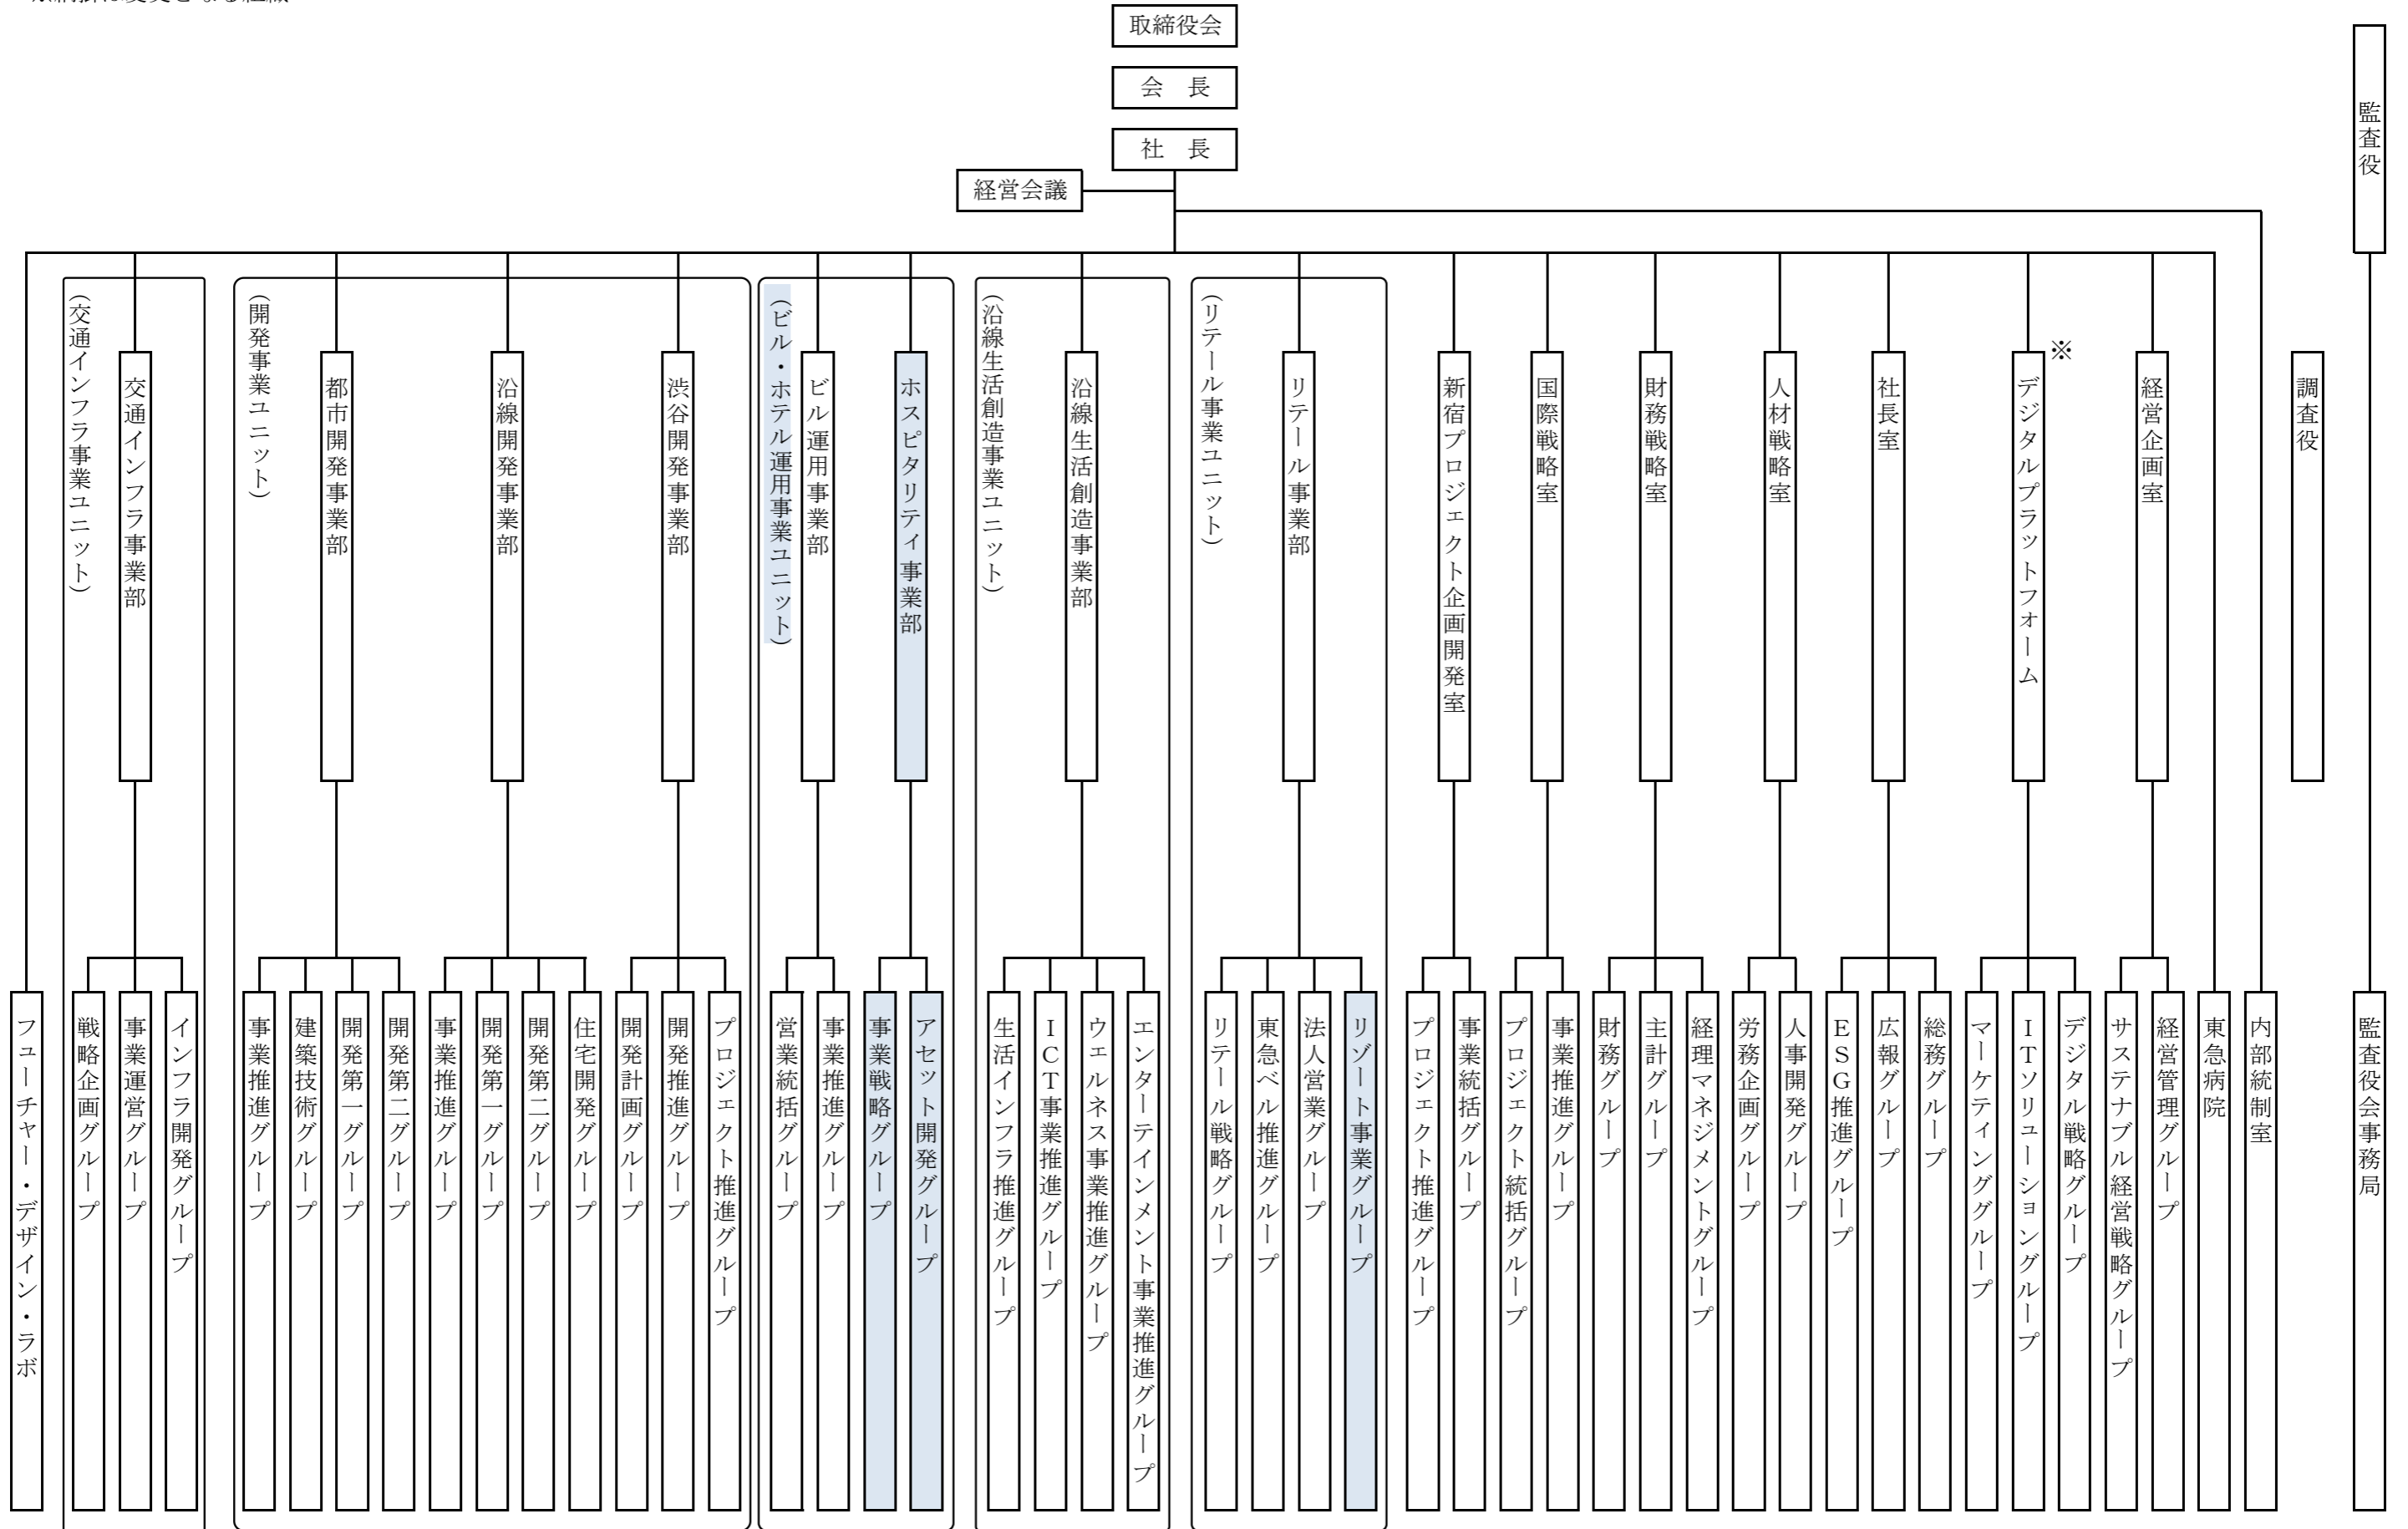 取締役会
会 長
社 長
経営会議
監査役
(交通インフラ事業ユニット)
交通インフラ事業部
(開発事業ユニット)
都市開発事業部
沿線開発事業部
渋谷開発事業部
(ビル・ホテル運用事業ユニット)
ビル運用事業部
ホスピタリティ事業部
(沿線生活創造事業ユニット)
沿線生活創造事業部
(リテール事業ユニット)
リテール事業部
新宿プロジェクト企画開発室
国際戦略室
財務戦略室
人材戦略室
社長室
デジタルプラットフォーム
※
経営企画室
調査役
フューチャー・デザイン・ラボ
戦略企画グループ
事業運営グループ
インフラ開発グループ
事業推進グループ
建築技術グループ
開発第一グループ
開発第二グループ
事業推進グループ
開発第一グループ
開発第二グループ
住宅開発グループ
開発計画グループ
開発推進グループ
プロジェクト推進グループ
営業統括グループ
事業推進グループ
事業戦略グループ
アセット開発グループ
生活インフラ推進グループ
ICT事業推進グループ
ウェルネス事業推進グループ
エンターテインメント事業推進グループ
リテール戦略グループ
東急ベル推進グループ
法人営業グループ
リゾート事業グループ
プロジェクト推進グループ
事業統括グループ
プロジェクト統括グループ
事業推進グループ
財務グループ
主計グループ
経理マネジメントグループ
労務企画グループ
人事開発グループ
ESG推進グループ
広報グループ
総務グループ
マーケティンググループ
ITソリューショングループ
デジタル戦略グループ
サステナブル経営戦略グループ
経営管理グループ
東急病院
内部統制室
監査役会事務局